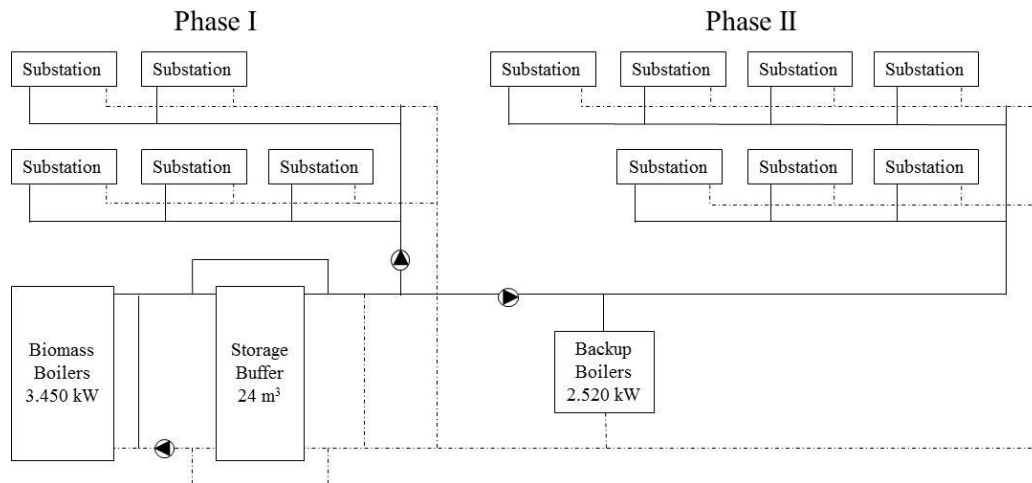 Phase I
Phase II
Substation
Substation
Substation
Substation
Substation
Substation
Substation
Substation
Substation
Substation
Substation
Substation
Substation
Biomass
Boilers
3.450 kW
Storage
Buffer
24 m³
Backup
Boilers
2.520 kW